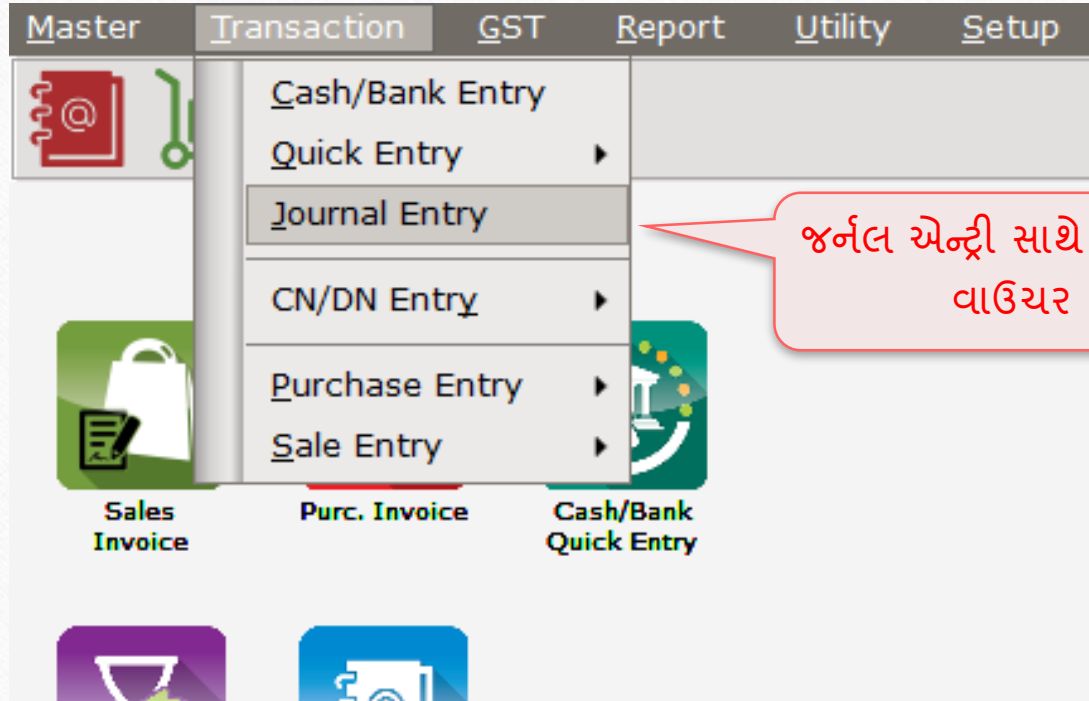 Master Transaction GST Report Utility Setup
Cash/Bank Entry
Quick Entry
Journal Entry
CN/DN Entry
Purchase Entry
Sale Entry
જર્નલ એન્ટ્રી સાથે
વાઉચર
Sales
Invoice
Purc. Invoice
Cash/Bank
Quick Entry